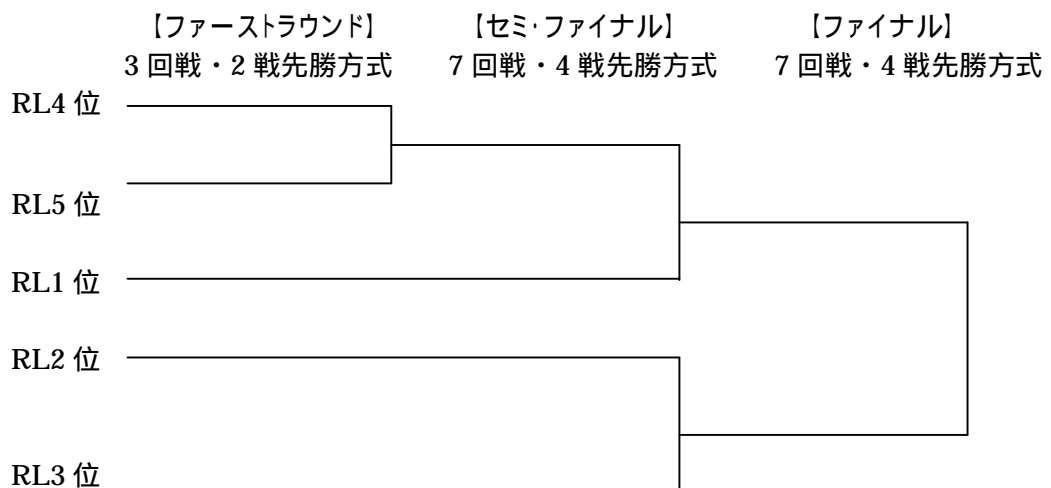 【ファーストラウンド】 【セミ・ファイナル】 【ファイナル】
3 回戦・2 戦先勝方式 7 回戦・4 戦先勝方式 7 回戦・4 戦先勝方式
RL4 位
RL5 位
RL1 位
RL2 位
RL3 位